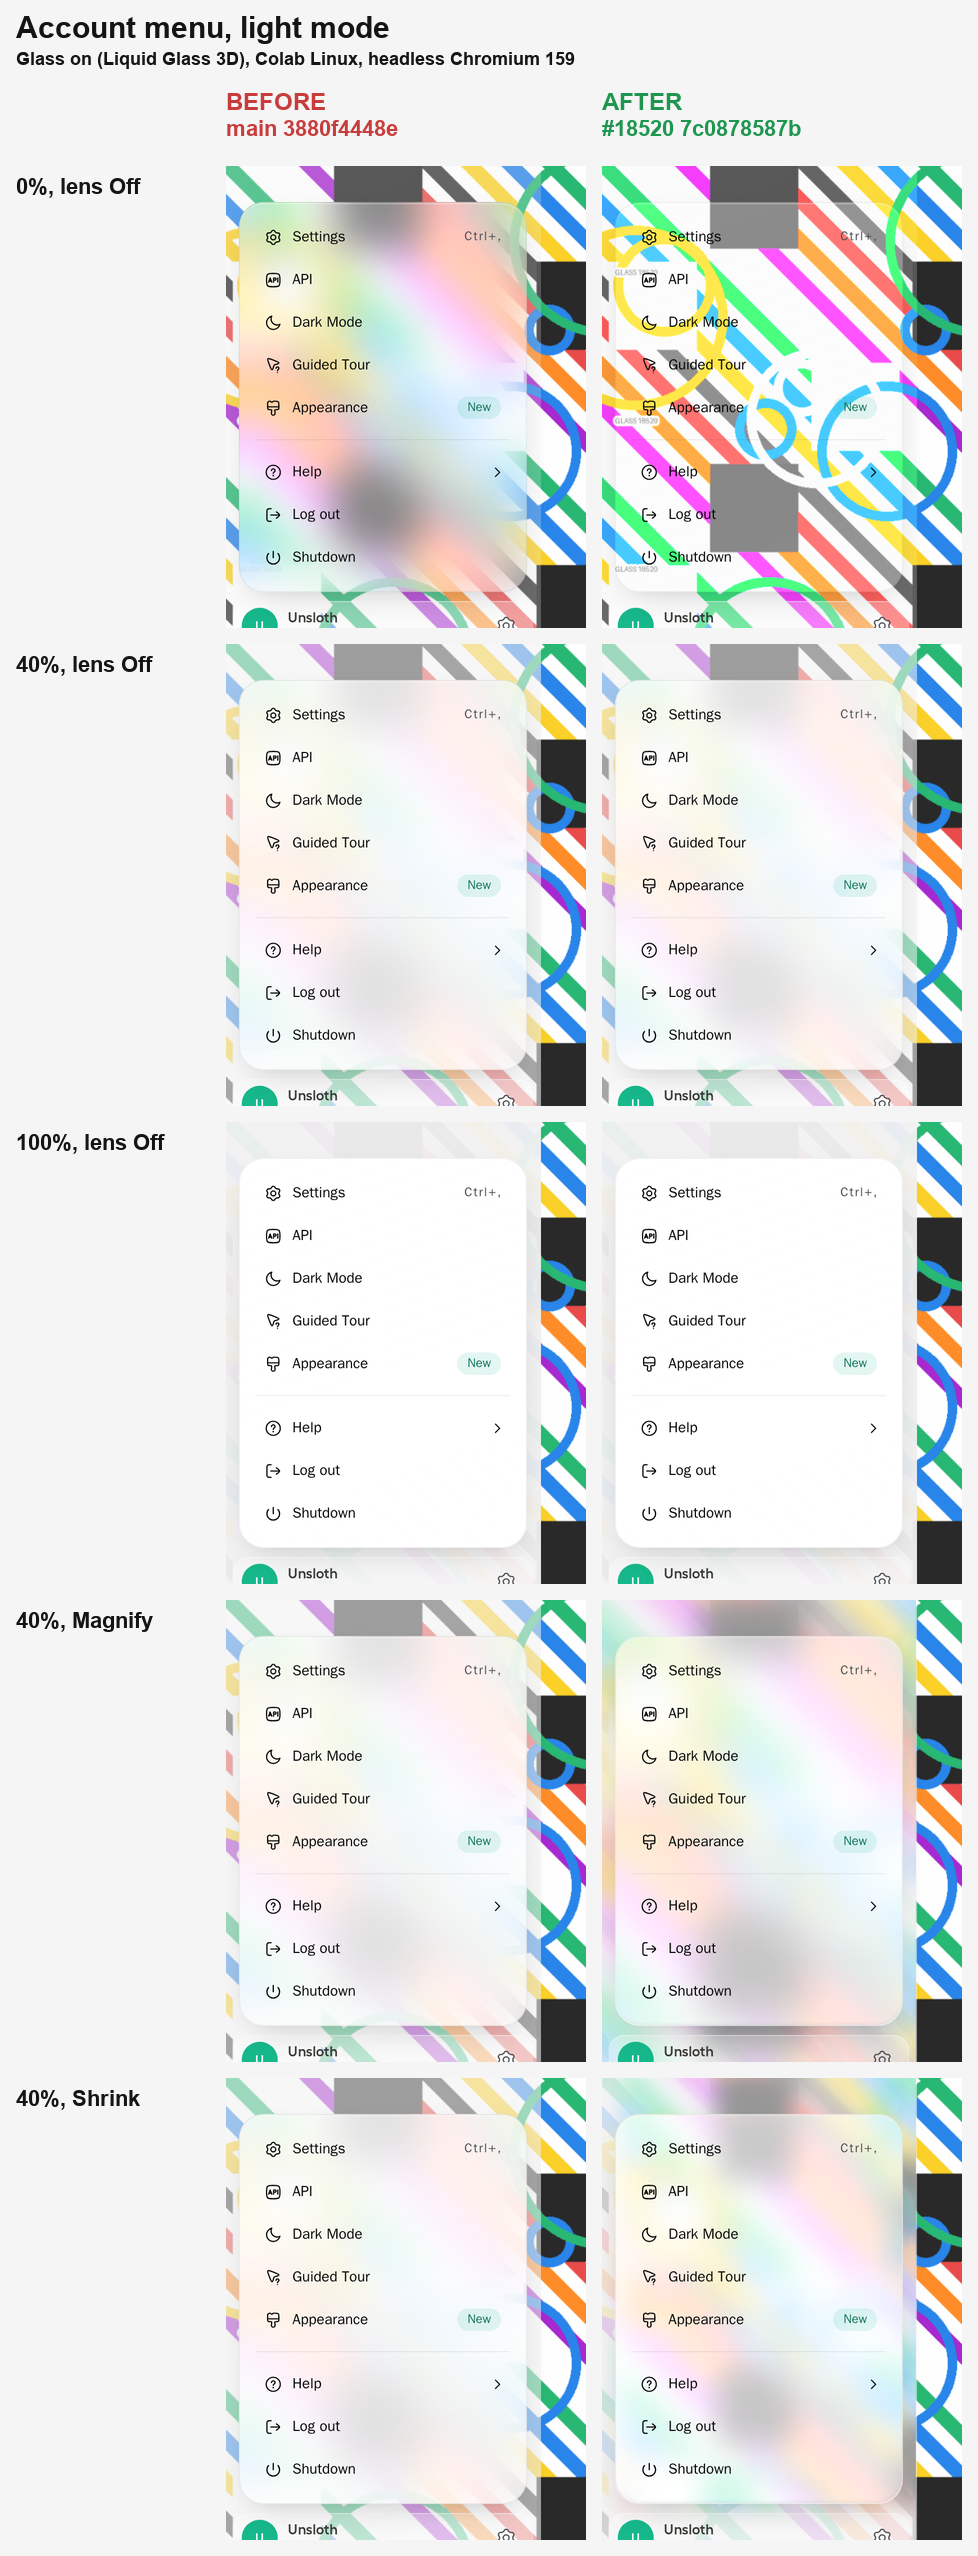 Account menu, light mode
Glass on (Liquid Glass 3D), Colab Linux, headless Chromium 159
BEFORE
main 3880f4448e
AFTER
#18520 7c0878587b
0%, lens Off
Settings Ctrl+,
API
Dark Mode
Guided Tour
Appearance New
Help
Log out
Shutdown
Unsloth
U
Settings
GLASS 18520
API
Dark Mode
Guided Tour
Appearance New
GLASS 18520
Help
Log out
Shutdown
GLASS 18520
Unsloth
U
40%, lens Off
Settings Ctrl+,
API
Dark Mode
Guided Tour
Appearance New
Help
Log out
Shutdown
Unsloth
U
Settings Ctrl+,
API
Dark Mode
Guided Tour
Appearance New
Help
Log out
Shutdown
Unsloth
U
100%, lens Off
Settings Ctrl+,
API
Dark Mode
Guided Tour
Appearance New
Help
Log out
Shutdown
Unsloth
U
Settings Ctrl+,
API
Dark Mode
Guided Tour
Appearance New
Help
Log out
Shutdown
Unsloth
U
40%, Magnify
Settings Ctrl+,
API
Dark Mode
Guided Tour
Appearance New
Help
Log out
Shutdown
Unsloth
U
Settings Ctrl+,
API
Dark Mode
Guided Tour
Appearance New
Help
Log out
Shutdown
Unsloth
U
40%, Shrink
Settings Ctrl+,
API
Dark Mode
Guided Tour
Appearance New
Help
Log out
Shutdown
Unsloth
U
Settings Ctrl+,
API
Dark Mode
Guided Tour
Appearance New
Help
Log out
Shutdown
Unsloth
U